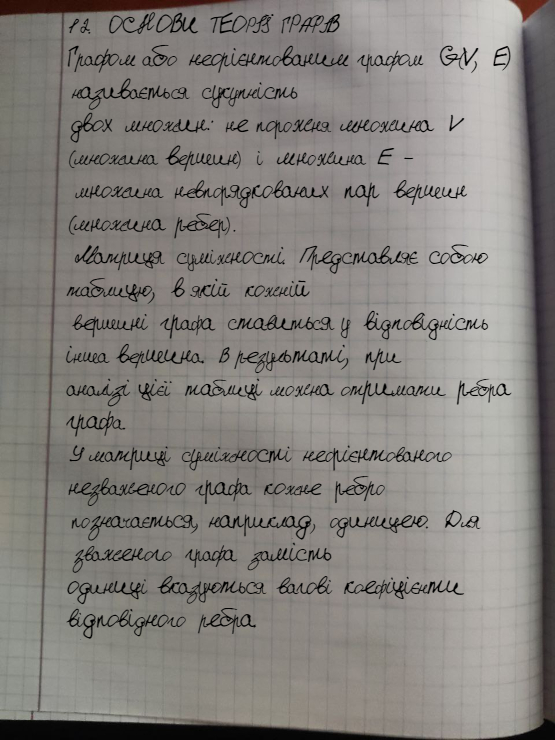 12. ОСНОВИ ТЕОРІЇ ГРАФІВ
Графом або неорієнтованим графом G(V, E)
називається сукупність
двох множин: не порожня множина V
(множина вершин) і множина E –
множина невпорядкованих пар вершин
(множина ребер).
Матриця суміжності. Представляє собою
таблицю, в якій кожній
вершині графа ставиться у відповідність
інша вершина. В результаті, при
аналізі цієї таблиці можна отримати ребра
графа
У матриці суміжності неорієнтованого
незваженого графа кожне ребро
позначається, наприклад, одиницею. Для
зваженого графа замість
одиниці вказуються вагові коефіцієнти
відповідного ребра.